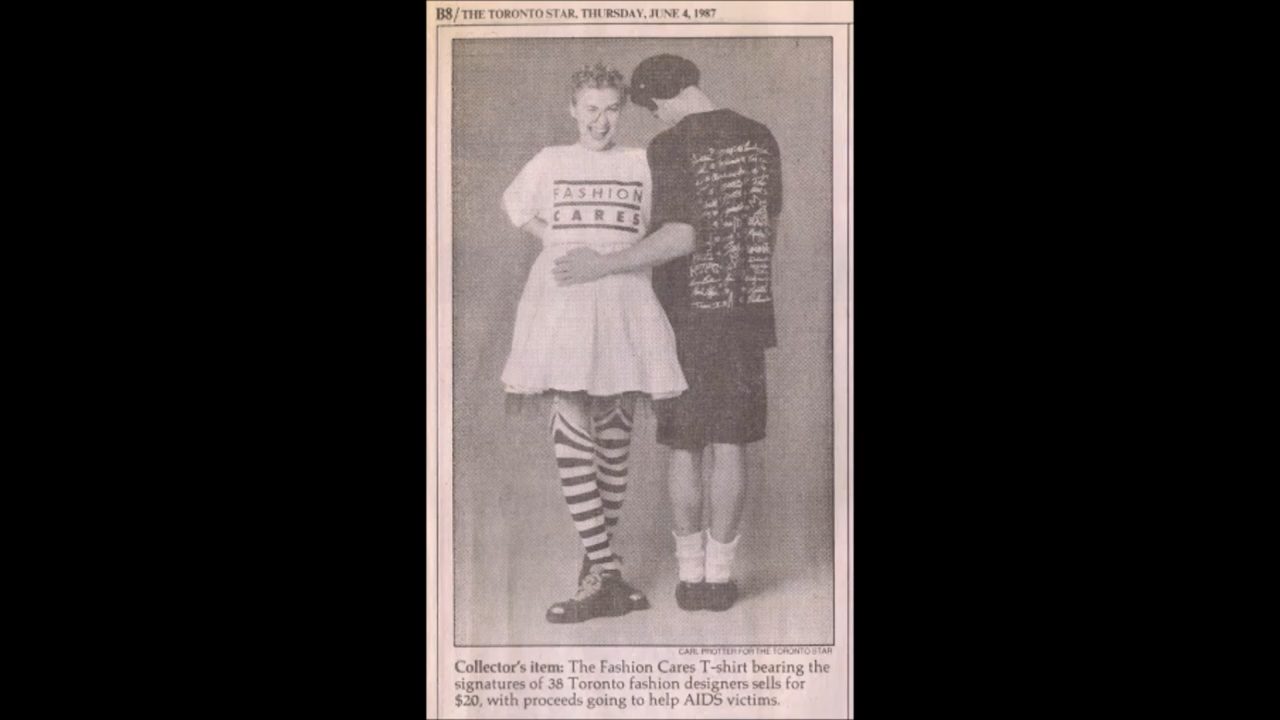 B8/ THE TORONTO STAR, THURSDAY, JUNE 4, 1987
FASHION
CARES
CARL PROTTER FOR THE TORONTO STAR
Collector's item: The Fashion Cares T-shirt bearing the
signatures of 38 Toronto fashion designers sells for
$20, with proceeds going to help AIDS victims.